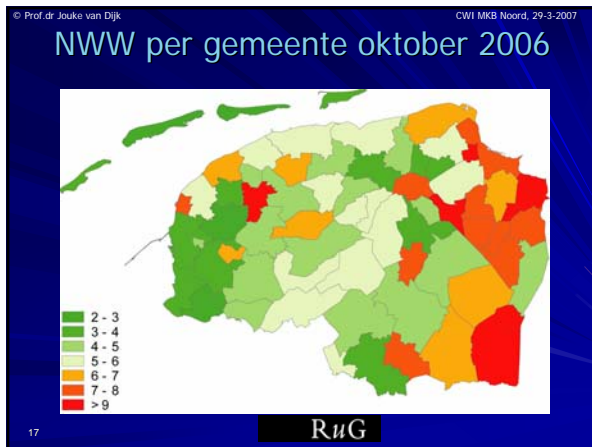 © Prof.dr Jouke van Dijk
CWI MKB Noord, 29-3-2007
NWW per gemeente oktober 2006
2 - 3
3 - 4
4 - 5
5 - 6
6 - 7
7 - 8
>9
17
RuG